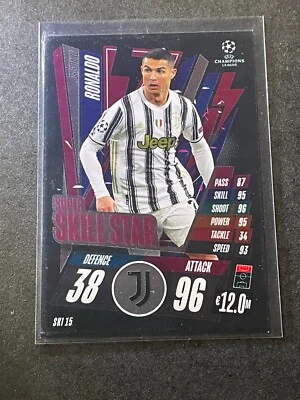 RONALDO
CHAMPIONS
LEAGUE
Jeep
PASS 87
SKILL 95
SHOOT 96
POWER 95
TACKLE 34
SPEED 93
SUPER
SKILL STAR
DEFENCE
38
ATTACK
96
€12.0M
SKI 15